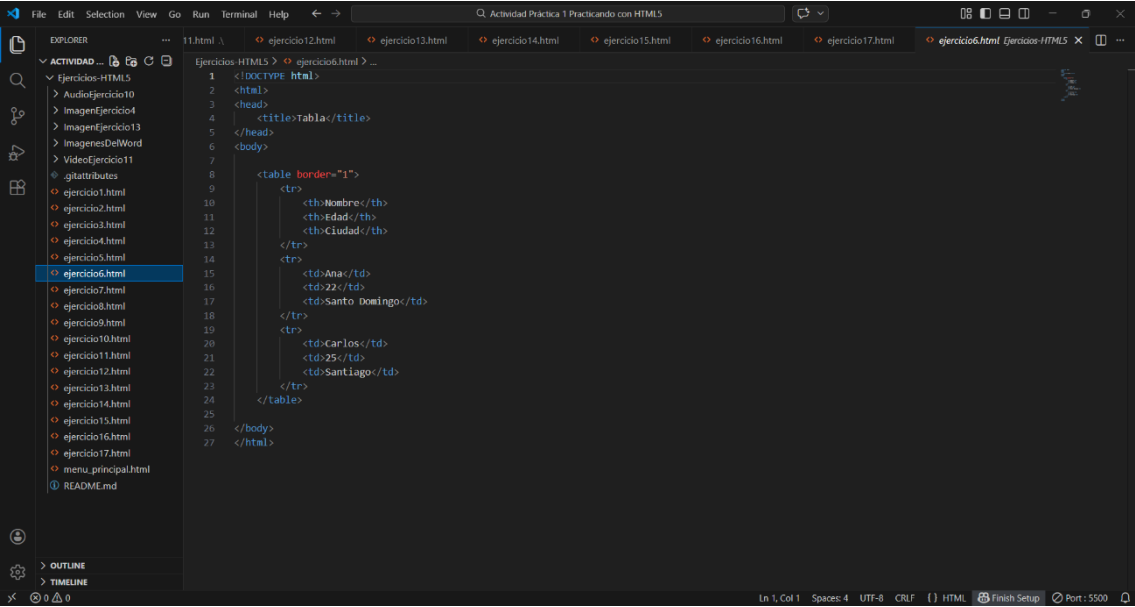 File Edit Selection View Go Run Terminal Help
Actividad Práctica 1 Practicando con HTML5
EXPLORER
11.html .\ ejercicio12.html ejercicio13.html ejercicio14.html ejercicio15.html ejercicio16.html ejercicio17.html ejercicio6.html Ejercicios-HTML5
ACTIVIDAD ...
Ejercicios-HTML5 > ejercicio6.html > ...
Ejercicios-HTML5
AudioEjercicio10
ImagenEjercicio4
ImagenEjercicio13
ImagenesDelWord
VideoEjercicio11
.gitattributes
ejercicio1.html
ejercicio2.html
ejercicio3.html
ejercicio4.html
ejercicio5.html
ejercicio6.html
ejercicio7.html
ejercicio8.html
ejercicio9.html
ejercicio10.html
ejercicio11.html
ejercicio12.html
ejercicio13.html
ejercicio14.html
ejercicio15.html
ejercicio16.html
ejercicio17.html
menu_principal.html
README.md
OUTLINE
TIMELINE
1 <!DOCTYPE html>
2 <html>
3 <head>
4     <title>Tabla</title>
5 </head>
6 <body>
7
8     <table border="1">
9         <tr>
10             <th>Nombre</th>
11             <th>Edad</th>
12             <th>Ciudad</th>
13         </tr>
14         <tr>
15             <td>Ana</td>
16             <td>22</td>
17             <td>Santo Domingo</td>
18         </tr>
19         <tr>
20             <td>Carlos</td>
21             <td>25</td>
22             <td>Santiago</td>
23         </tr>
24     </table>
25
26 </body>
27 </html>
0 0 Ln 1, Col 1 Spaces: 4 UTF-8 CRLF {} HTML Finish Setup Port : 5500